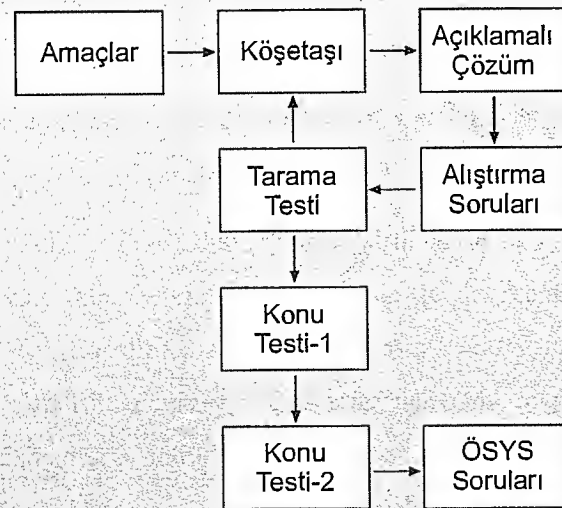 Amaçlar
Köşetaşı
Açıklamalı
Çözüm
Tarama
Testi
Alıştırma
Soruları
Konu
Testi-1
Konu
Testi-2
ÖSYS
Soruları